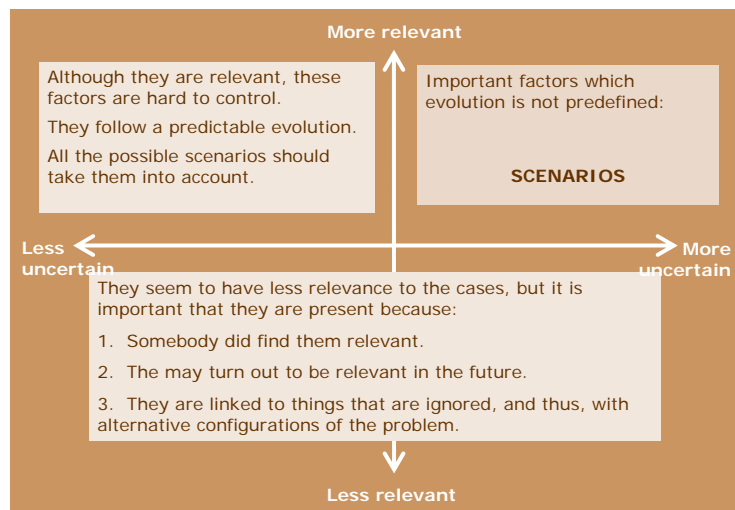 More relevant
Although they are relevant, these
factors are hard to control.
They follow a predictable evolution.
All the possible scenarios should
take them into account.
Important factors which
evolution is not predefined:
SCENARIOS
Less
uncertain
More
uncertain
They seem to have less relevance to the cases, but it is
important that they are present because:
1. Somebody did find them relevant.
2. The may turn out to be relevant in the future.
3. They are linked to things that are ignored, and thus, with
alternative configurations of the problem.
Less relevant